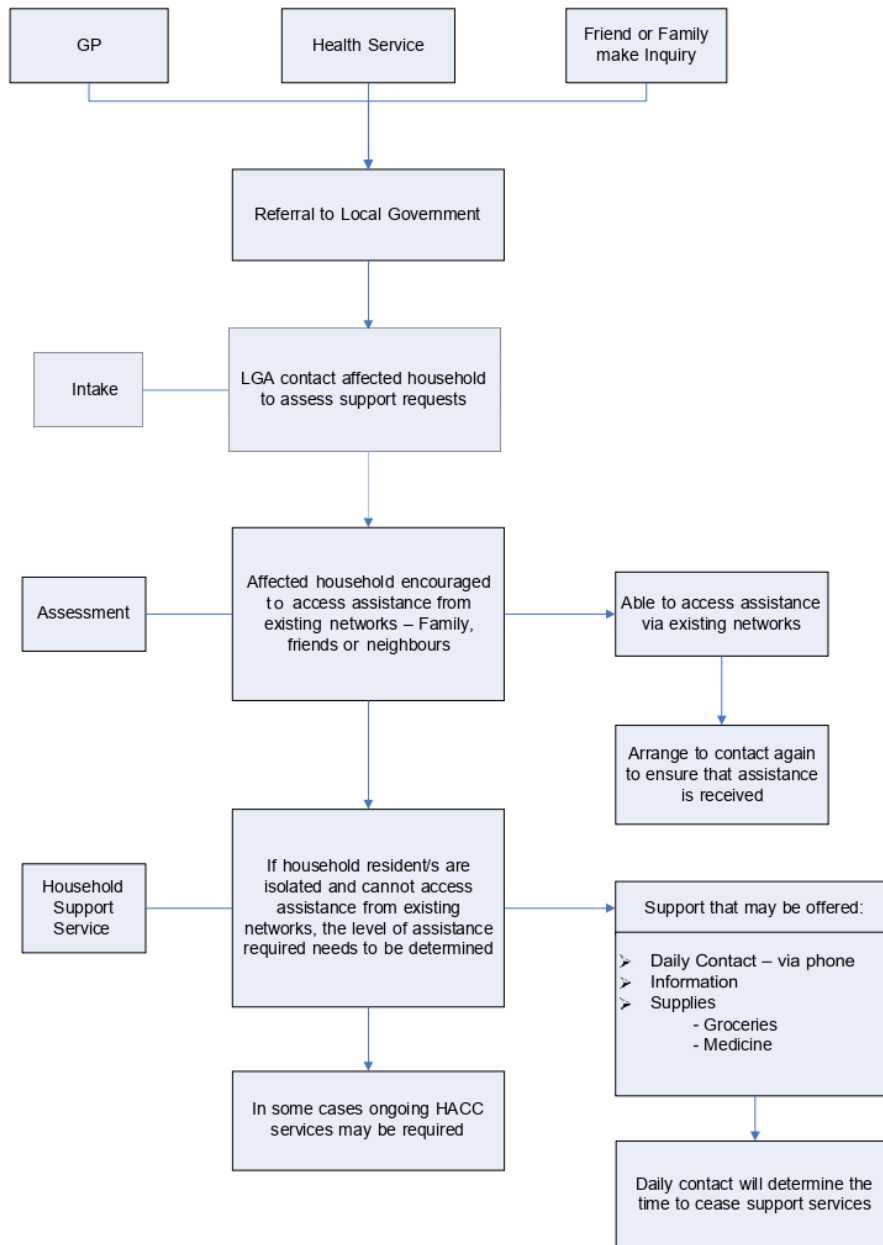 GP
Health Service
Friend or Family
make Inquiry
Referral to Local Government
Intake
LGA contact affected household
to assess support requests
Assessment
Affected household encouraged
to access assistance from
existing networks – Family,
friends or neighbours
Able to access assistance
via existing networks
Arrange to contact again
to ensure that assistance
is received
Household
Support
Service
If household resident/s are
isolated and cannot access
assistance from existing
networks, the level of assistance
required needs to be determined
Support that may be offered:
➢ Daily Contact – via phone
➢ Information
➢ Supplies
- Groceries
- Medicine
In some cases ongoing HACC
services may be required
Daily contact will determine the
time to cease support services